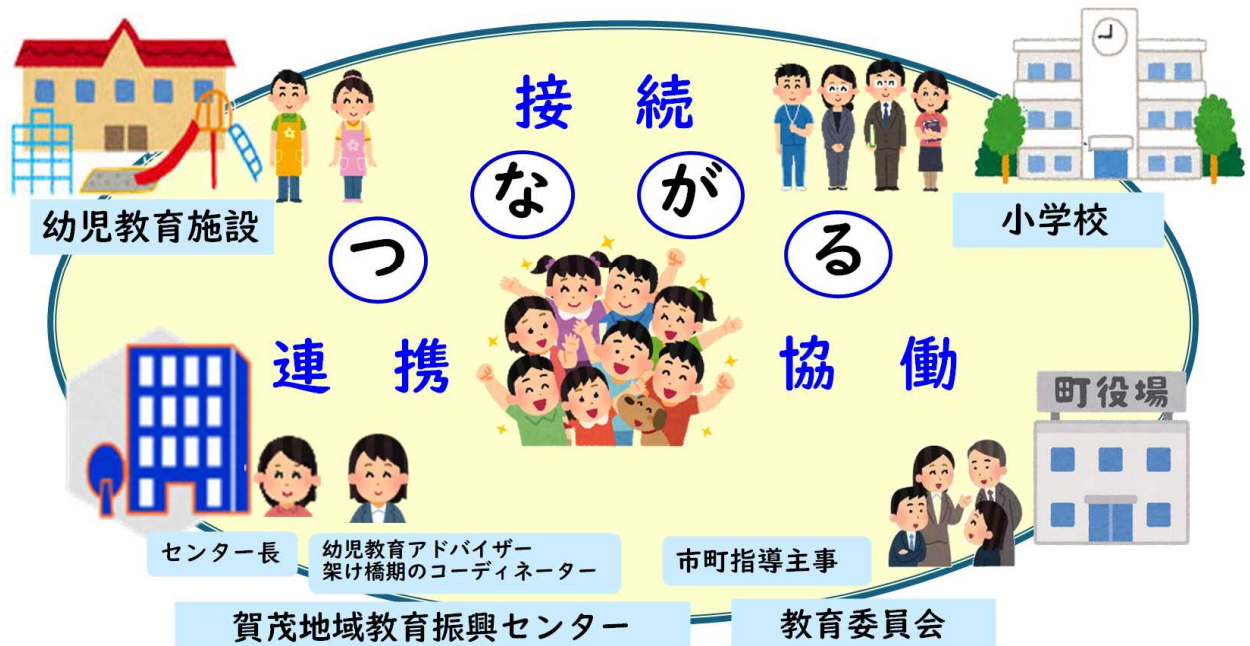 接続
つながる
幼児教育施設
小学校
連携
協働
町役場
センター長
幼児教育アドバイザー
架け橋期のコーディネーター
市町指導主事
賀茂地域教育振興センター
教育委員会